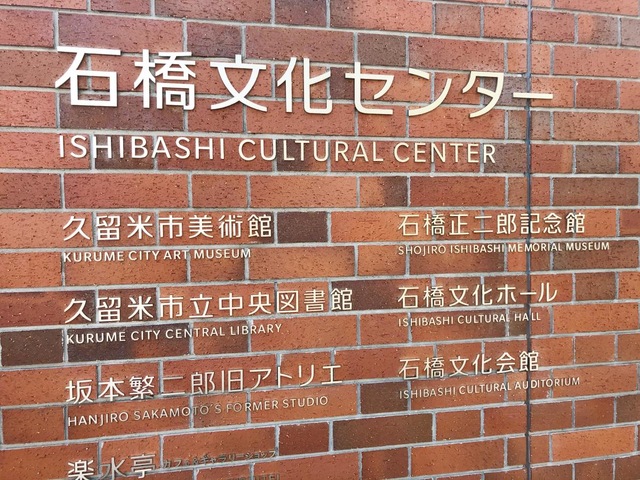 石橋文化センター
ISHIBASHI CULTURAL CENTER
久留米市美術館
KURUME CITY ART MUSEUM
久留米市立中央図書館
KURUME CITY CENTRAL LIBRARY
坂本繁二郎旧アトリエ
HANJIRO SAKAMOTO'S FORMER STUDIO
楽水亭
石橋正二郎記念館
SHOJIRO ISHIBASHI MEMORIAL MUSEUM
石橋文化ホール
ISHIBASHI CULTURAL HALL
石橋文化会館
ISHIBASHI CULTURAL AUDITORIUM